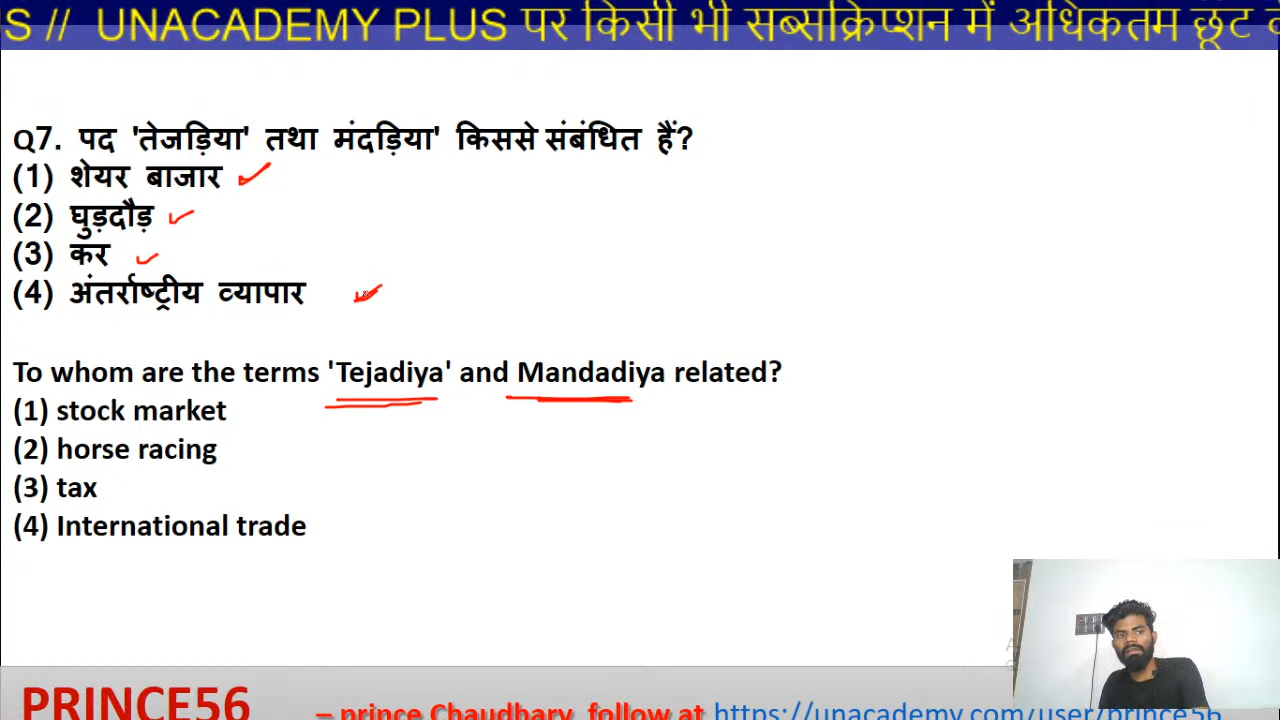 S // UNACADEMY PLUS पर किसी भी सब्सक्रिप्शन में अधिकतम छूट
Q7. पद 'तेजड़िया' तथा मंदड़िया' किससे संबंधित हैं?
(1) शेयर बाजार
(2) घुड़दौड़
(3) कर
(4) अंतर्राष्ट्रीय व्यापार
To whom are the terms 'Tejadiya' and Mandadiya related?
(1) stock market
(2) horse racing
(3) tax
(4) International trade
PRINCE56 – prince Chaudhary follow at https://unacademy.com/user/prince56